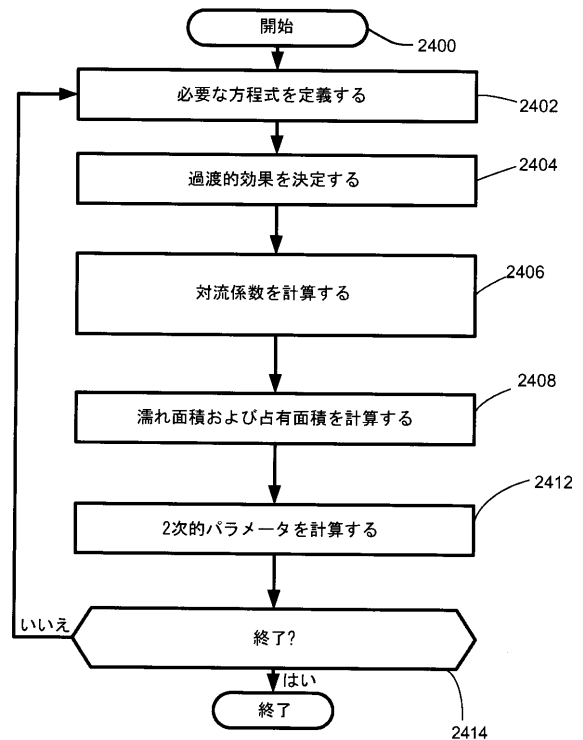 開始
2400
必要な方程式を定義する
2402
過渡的効果を決定する
2404
対流係数を計算する
2406
濡れ面積および占有面積を計算する
2408
2次的パラメータを計算する
2412
いいえ
終了?
はい
終了
2414